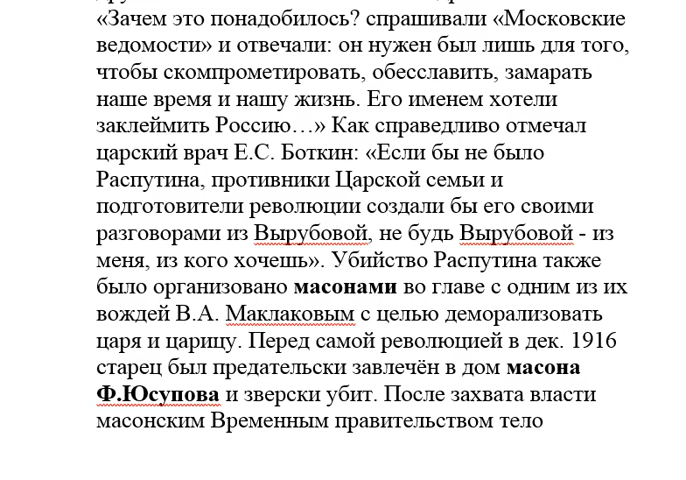 «Зачем это понадобилось? спрашивали «Московские
ведомости» и отвечали: он нужен был лишь для того,
чтобы скомпрометировать, обесславить, замарать
наше время и нашу жизнь. Его именем хотели
заклеймить Россию…» Как справедливо отмечал
царский врач Е.С. Боткин: «Если бы не было
Распутина, противники Царской семьи и
подготовители революции создали бы его своими
разговорами из Вырубовой, не будь Вырубовой - из
меня, из кого хочешь». Убийство Распутина также
было организовано масонами во главе с одним из их
вождей В.А. Маклаковым с целью деморализовать
царя и царицу. Перед самой революцией в дек. 1916
старец был предательски завлечён в дом масона
Ф.Юсупова и зверски убит. После захвата власти
масонским Временным правительством тело